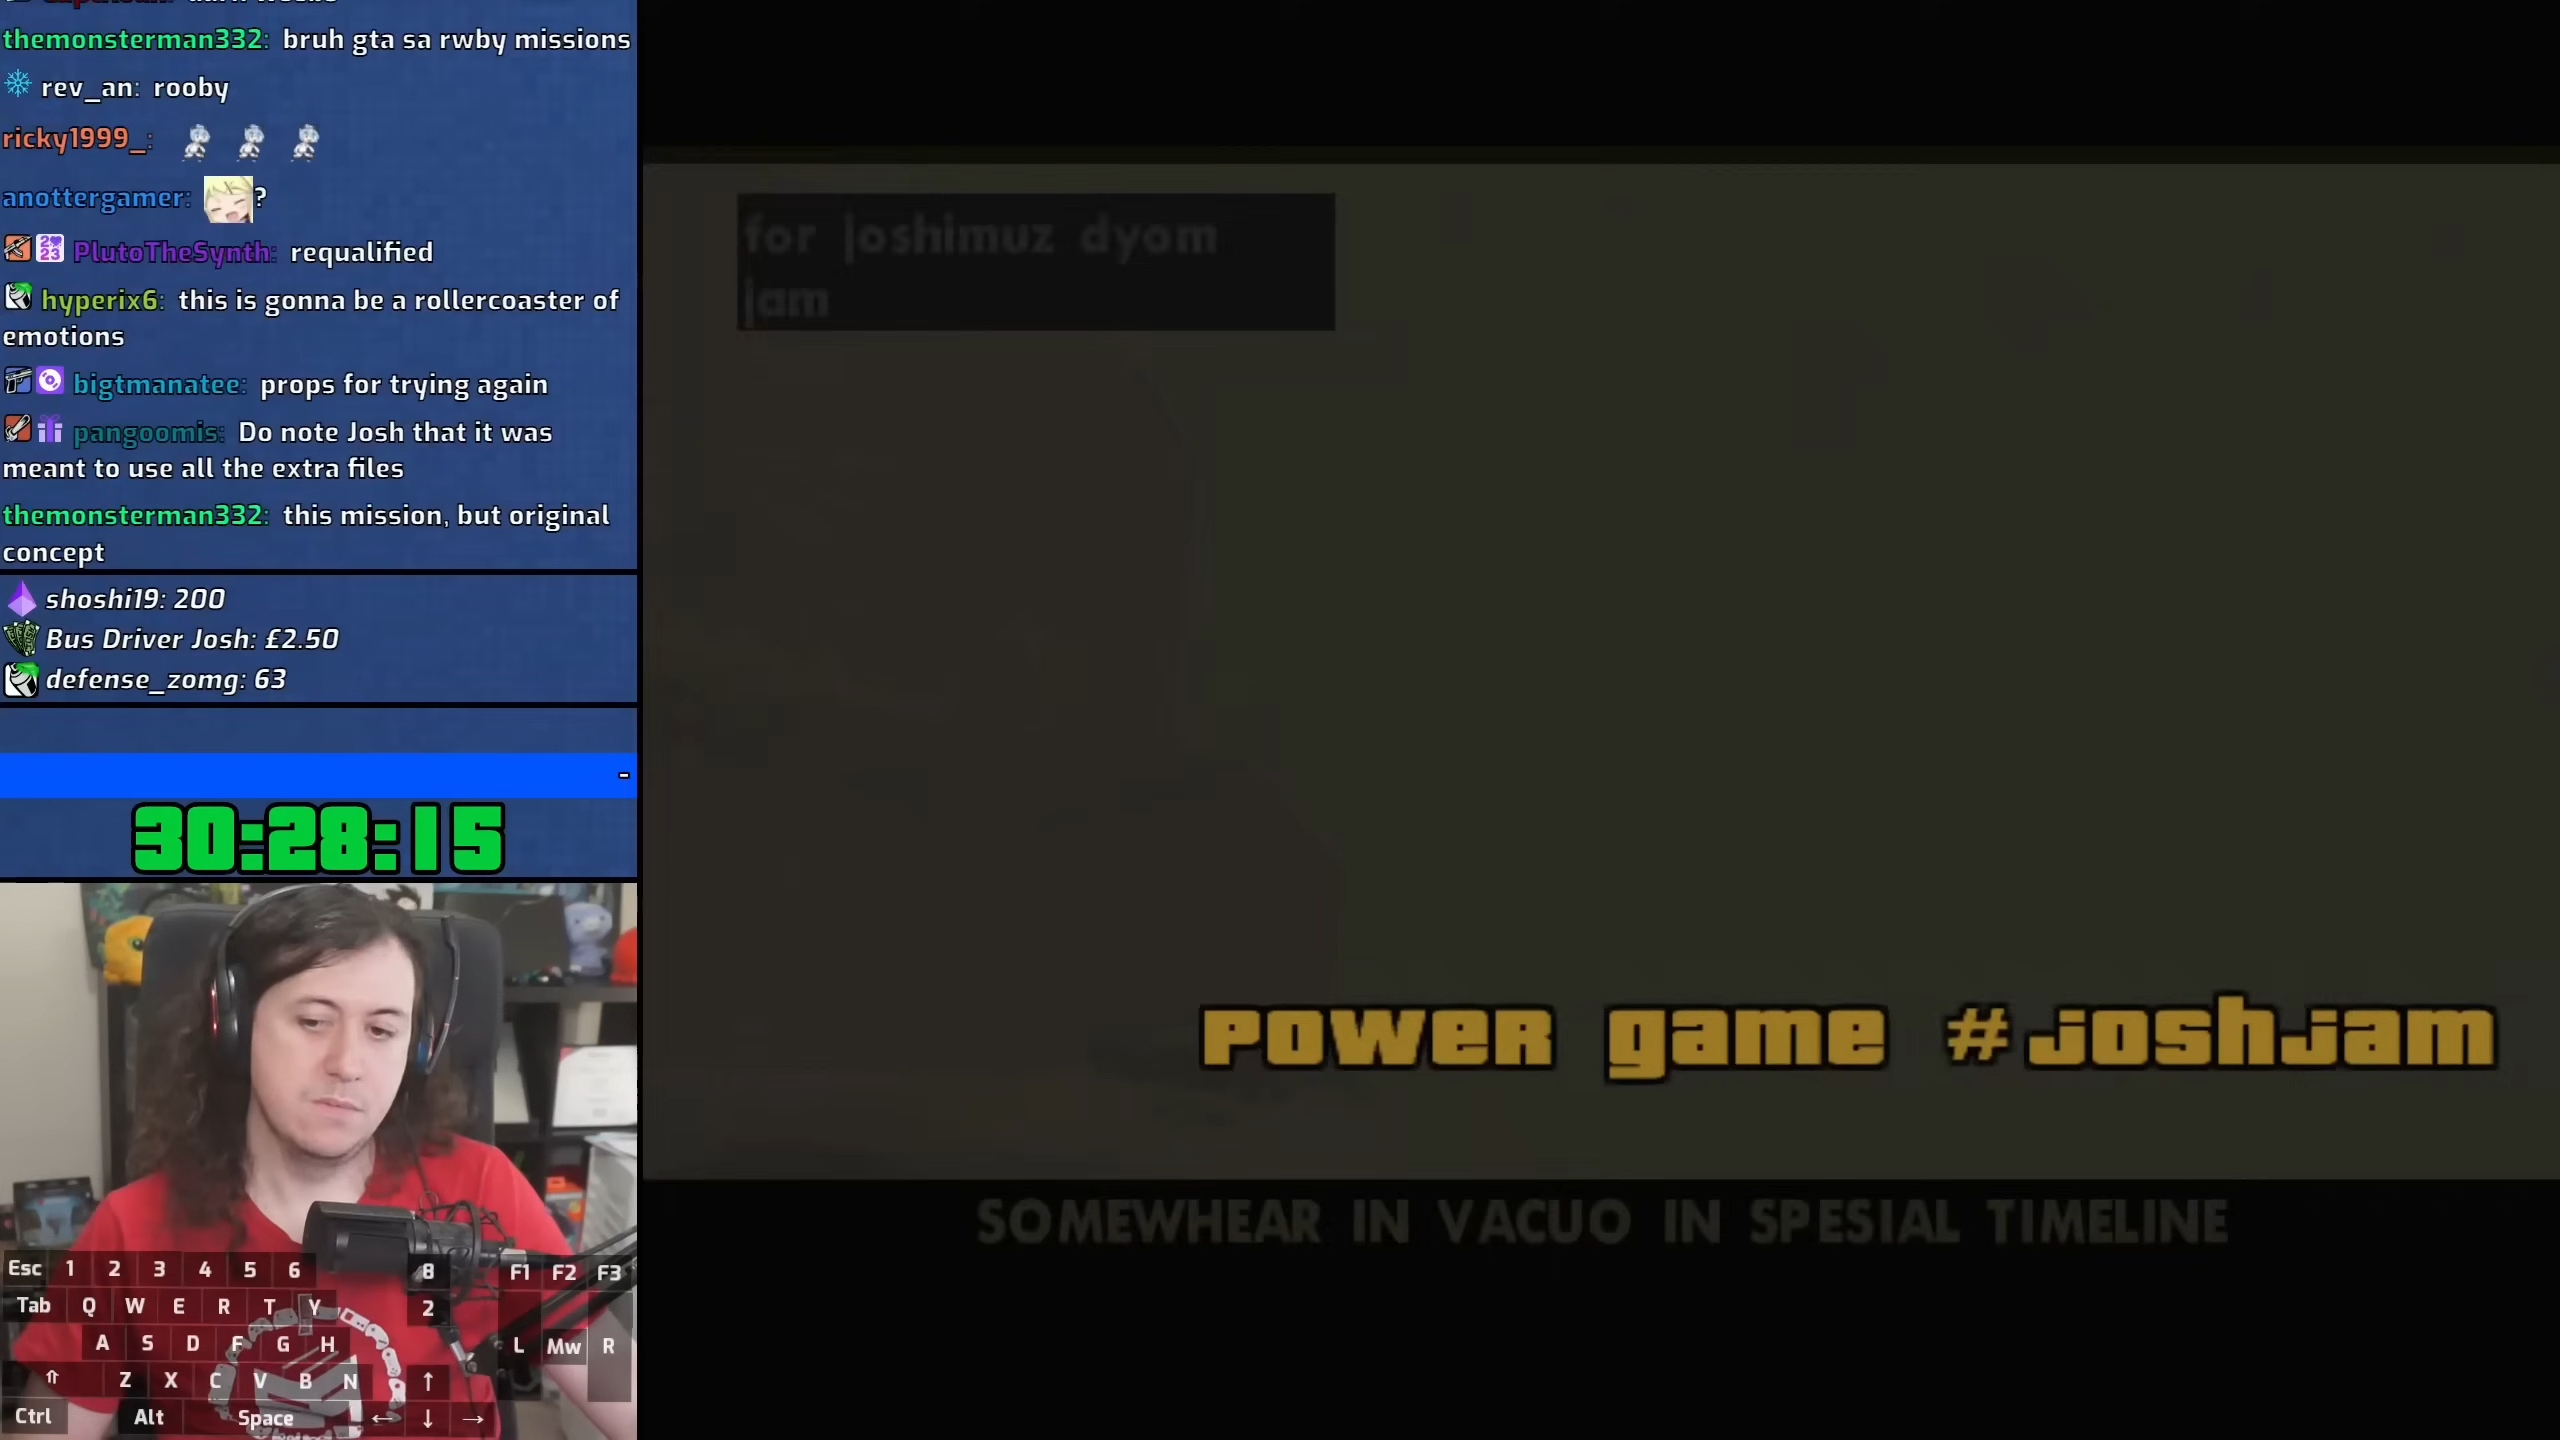 themonsterman332: bruh gta sa rwby missions
rev_an: rooby
ricky1999_:
anottergamer: ?
PlutoTheSynth: requalified
hyperix6: this is gonna be a rollercoaster of
emotions
bigtmanatee: props for trying again
pangoomis: Do note Josh that it was
meant to use all the extra files
themonsterman332: this mission, but original
concept
shoshi19: 200
Bus Driver Josh: £2.50
defense_zomg: 63
-
30:28:15
Esc 1 2 3 4 5 6 8 F1 F2 F3
Tab Q W E R T Y 2
A S D F G H L Mw R
⇑ Z X C V B N ↑
Ctrl Alt Space ← ↓ →
for joshimuz dyom
jam
Power game #joshjam
SOMEWHEAR IN VACUO IN SPESIAL TIMELINE